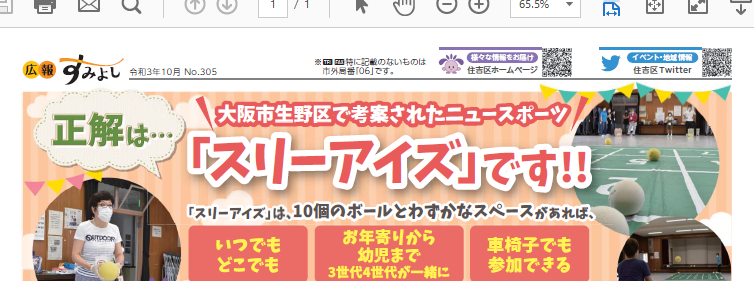 1 / 1
65.5%
広報 すみよし
令和3年10月 No.305
※TEL FAX特に記載のないものは
市外局番「06」です。
様々な情報をお届け
住吉区ホームページ
イベント・地域情報
住吉区Twitter
正解は…
大阪市生野区で考案されたニュースポーツ
「スリーアイズ」です!!
「スリーアイズ」は、10個のボールとわずかなスペースがあれば、
いつでも
どこでも
お年寄りから
幼児まで
3世代4世代が一緒に
車椅子でも
参加できる
OUTDOOR